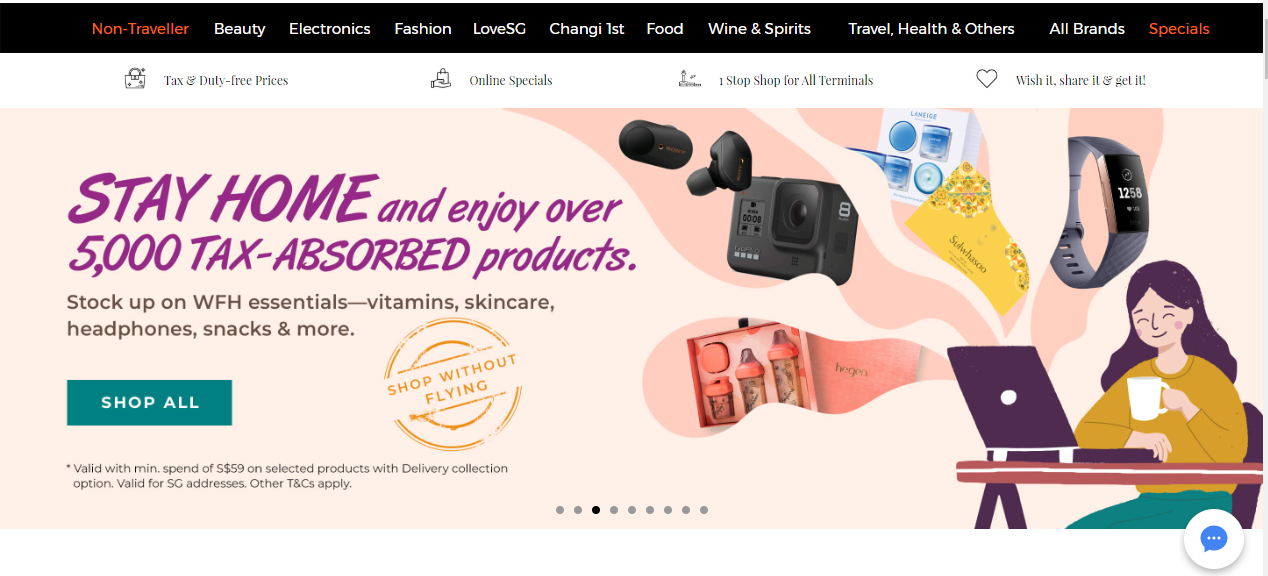 Non-Traveller Beauty Electronics Fashion LoveSG Changi 1st Food Wine & Spirits Travel, Health & Others All Brands Specials
Tax & Duty-free Prices Online Specials 1 Stop Shop for All Terminals Wish it, share it & get it!
STAY HOME and enjoy over
5,000 TAX-ABSORBED products.
Stock up on WFH essentials—vitamins, skincare,
headphones, snacks & more.
SHOP WITHOUT
FLYING
SHOP ALL
* Valid with min. spend of S$59 on selected products with Delivery collection
option. Valid for SG addresses. Other T&Cs apply.
SONY
LANEIGE
GoPro
00:08
8
Sulwhasoo
1258
hegen